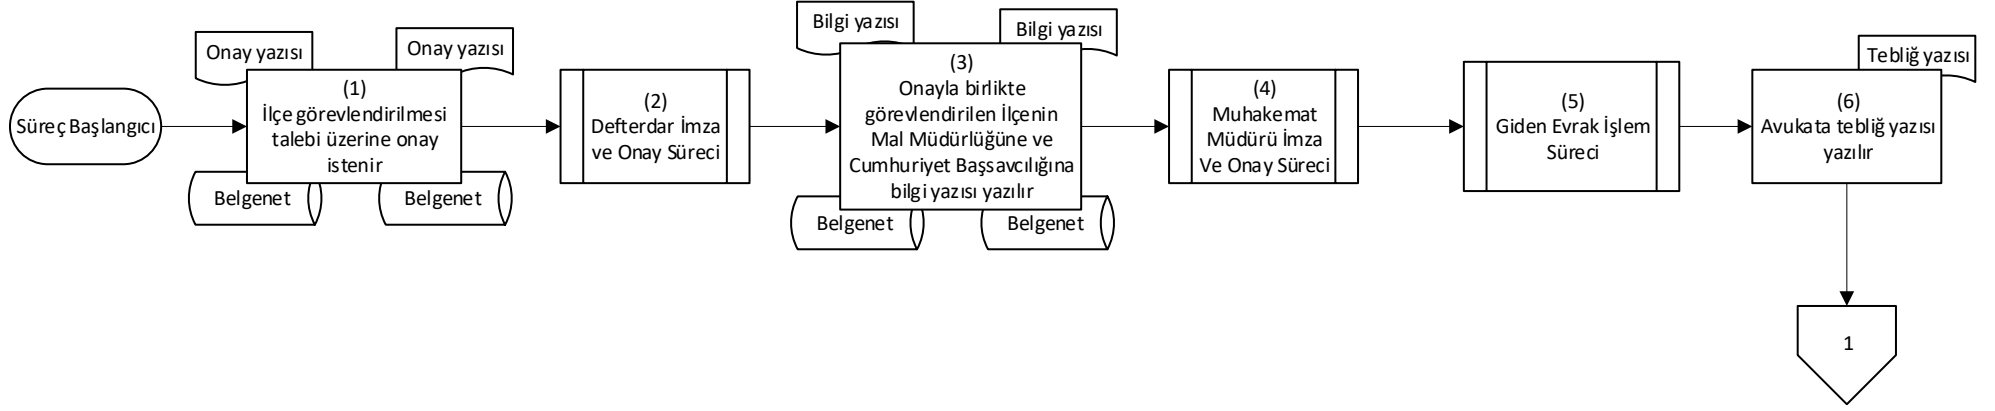 Süreç Başlangıcı
Onay yazısı
Onay yazısı
(1)
İlçe görevlendirilmesi
talebi üzerine onay
istenir
Belgenet
Belgenet
(2)
Defterdar İmza
ve Onay Süreci
Bilgi yazısı
Bilgi yazısı
(3)
Onayla birlikte
görevlendirilen İlçenin
Mal Müdürlüğüne ve
Cumhuriyet Başsavcılığına
bilgi yazısı yazılır
Belgenet
Belgenet
(4)
Muhakemat
Müdürü İmza
Ve Onay Süreci
(5)
Giden Evrak İşlem
Süreci
Tebliğ yazısı
(6)
Avukata tebliğ yazısı
yazılır
1